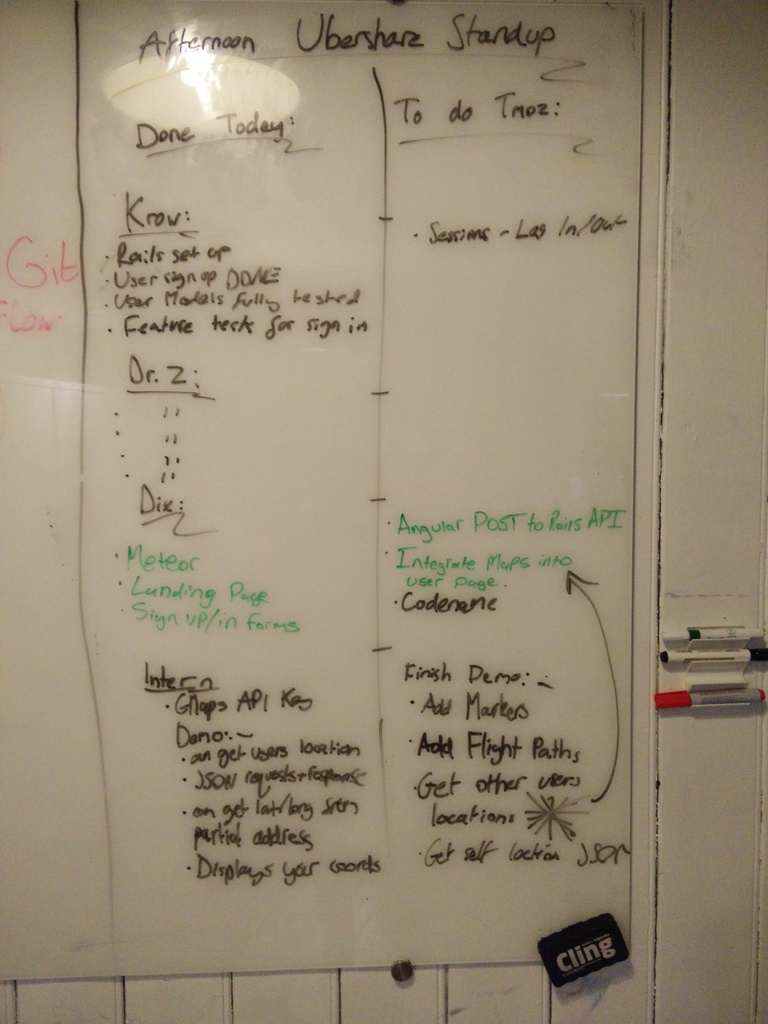 Afternoon Ubershare Standup
Done Today:
To do Tmoz:
Krow:
· Rails set up
· User sign up DONE
· User Models fully tested
· Feature tests for sign in
· Sessions - Log In/Out
Git
Flow
Dr. Z:
· "
· "
· "
· "
Dix:
· Meteor
· Landing Page
· Sign up/in forms
· Angular POST to Rails API
· Integrate Maps into
user page.
· Codename
Intern
· GMaps API Key
Demo:-
· can get users location
· JSON requests+response
· can get lat/long from
partial address
· Displays your coords
Finish Demo:-
· Add Markers
· Add Flight Paths
· Get other users
locations
· Get self loction JSON
cling